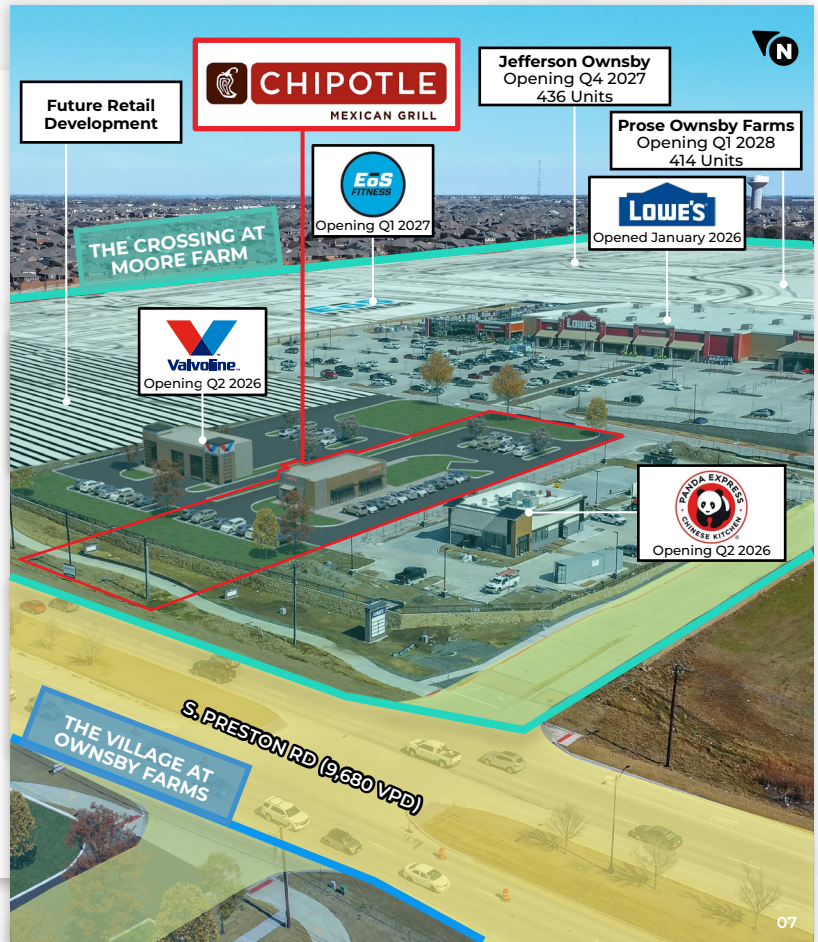 N
CHIPOTLE
MEXICAN GRILL
Jefferson Ownsby
Opening Q4 2027
436 Units
Future Retail
Development
Prose Ownsby Farms
Opening Q1 2028
414 Units
EōS
FITNESS
Opening Q1 2027
LOWE'S
Opened January 2026
THE CROSSING AT
MOORE FARM
LOWE'S
Valvoline™
Opening Q2 2026
PANDA EXPRESS
CHINESE KITCHEN
Opening Q2 2026
S. PRESTON RD (9,680 VPD)
THE VILLAGE AT
OWNSBY FARMS
07